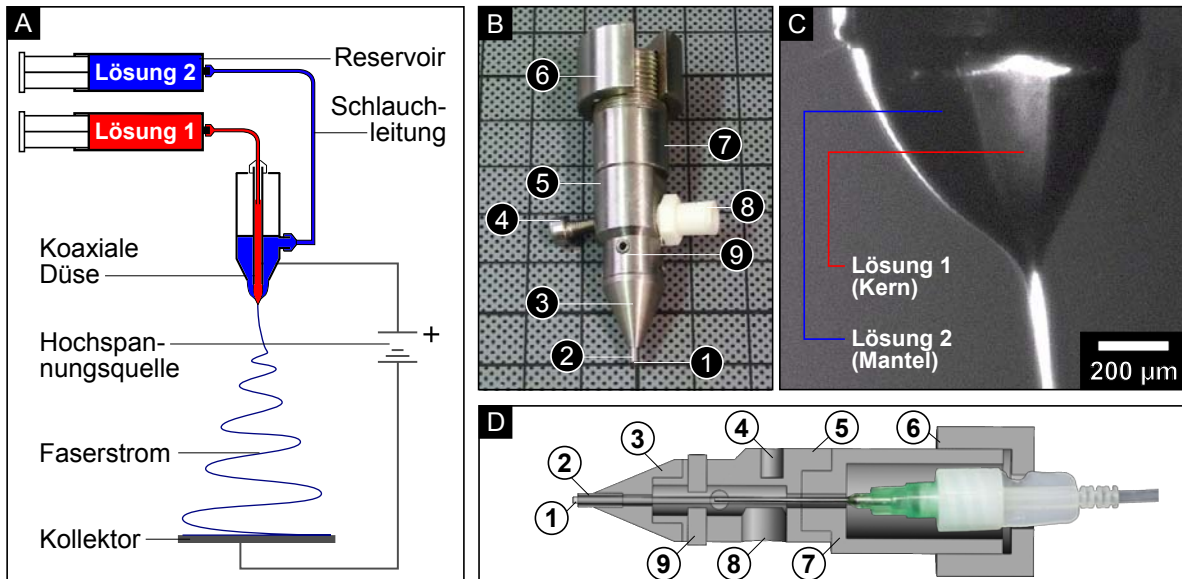 A
Lösung 2
Lösung 1
Reservoir
Schlauch-
leitung
Koaxiale
Düse
Hochspan-
nungsquelle
+
Faserstrom
Kollektor
B
6
7
5
4
8
9
3
2
1
C
Lösung 1
(Kern)
Lösung 2
(Mantel)
200 µm
D
4
5
6
3
2
1
9
8
7